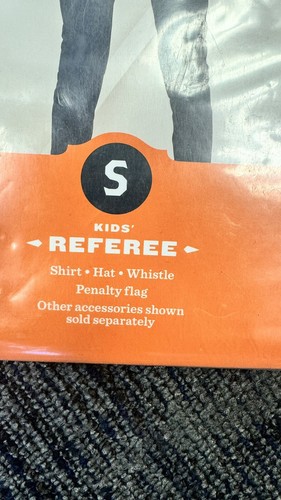 S
KIDS'
REFEREE
Shirt • Hat • Whistle
Penalty flag
Other accessories shown
sold separately